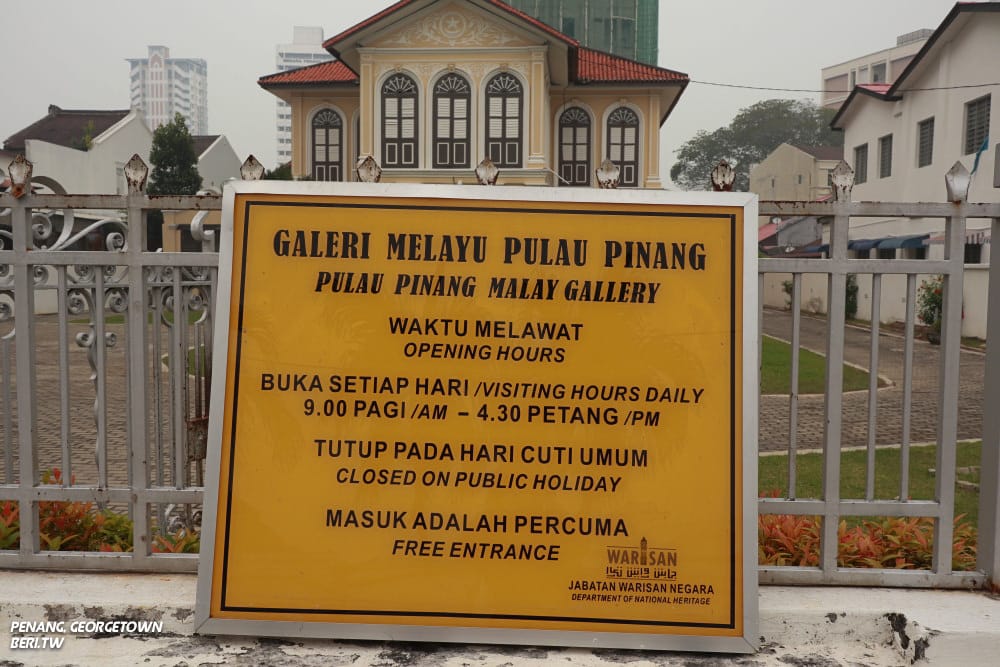 GALERI MELAYU PULAU PINANG
PULAU PINANG MALAY GALLERY
WAKTU MELAWAT
OPENING HOURS
BUKA SETIAP HARI /VISITING HOURS DAILY
9.00 PAGI /AM – 4.30 PETANG /PM
TUTUP PADA HARI CUTI UMUM
CLOSED ON PUBLIC HOLIDAY
MASUK ADALAH PERCUMA
FREE ENTRANCE
WARISAN
JABATAN WARISAN NEGARA
DEPARTMENT OF NATIONAL HERITAGE
PENANG, GEORGETOWN
BERI.TW